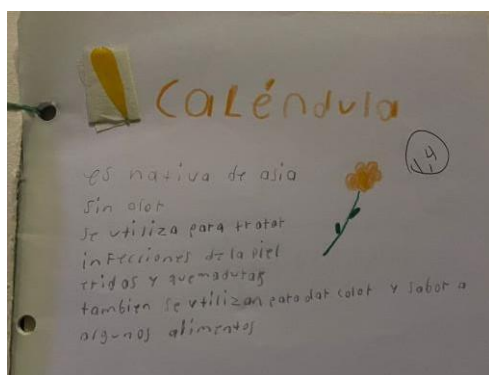 Caléndula
14
es nativa de asia
sin olor
se utiliza para tratar
infecciones de la piel
eridas y quemaduras
tambien se utilizan para dar color y sabor a
algunos alimentos